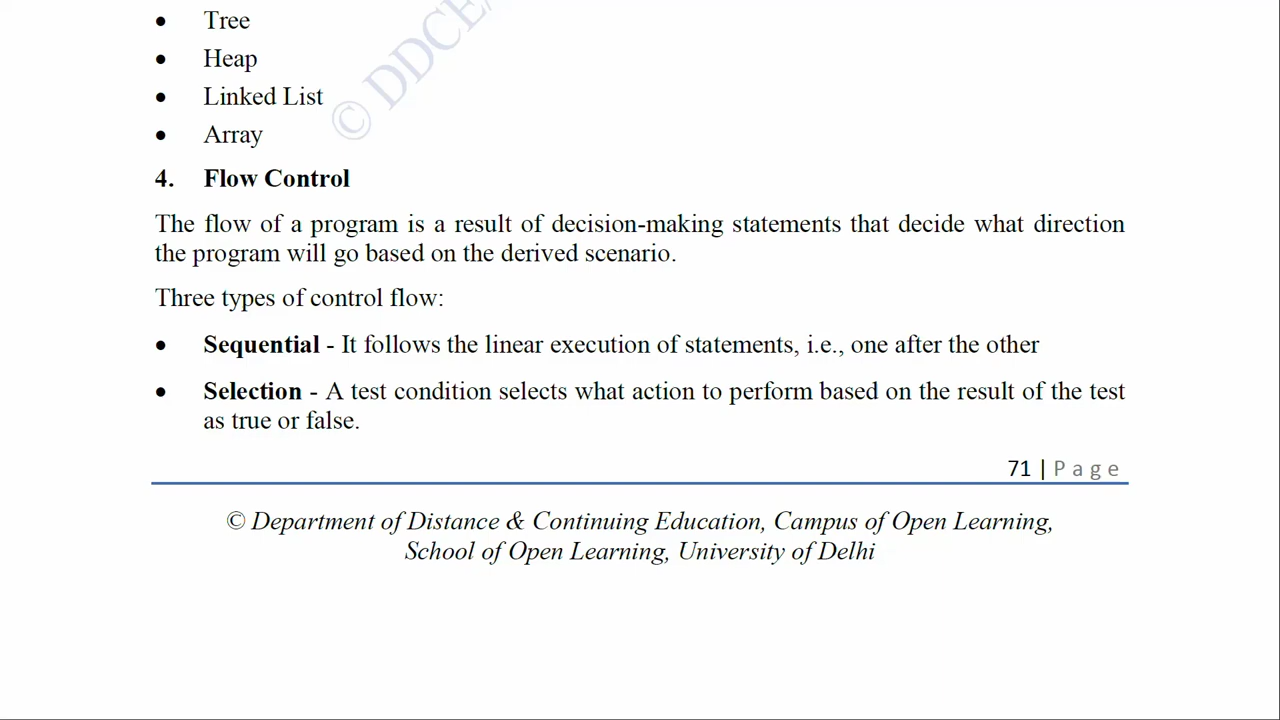 • Tree
• Heap
© DDCE
• Linked List
• Array
4. Flow Control
The flow of a program is a result of decision-making statements that decide what direction
the program will go based on the derived scenario.
Three types of control flow:
• Sequential - It follows the linear execution of statements, i.e., one after the other
• Selection - A test condition selects what action to perform based on the result of the test
as true or false.
71 | Page
© Department of Distance & Continuing Education, Campus of Open Learning,
School of Open Learning, University of Delhi